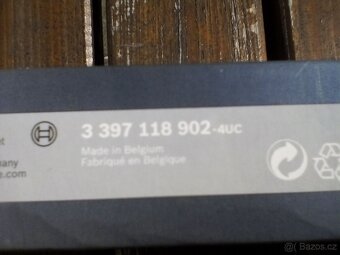 3 397 118 902-4UC
Made in Belgium
Fabriqué en Belgique
© Bazos.cz